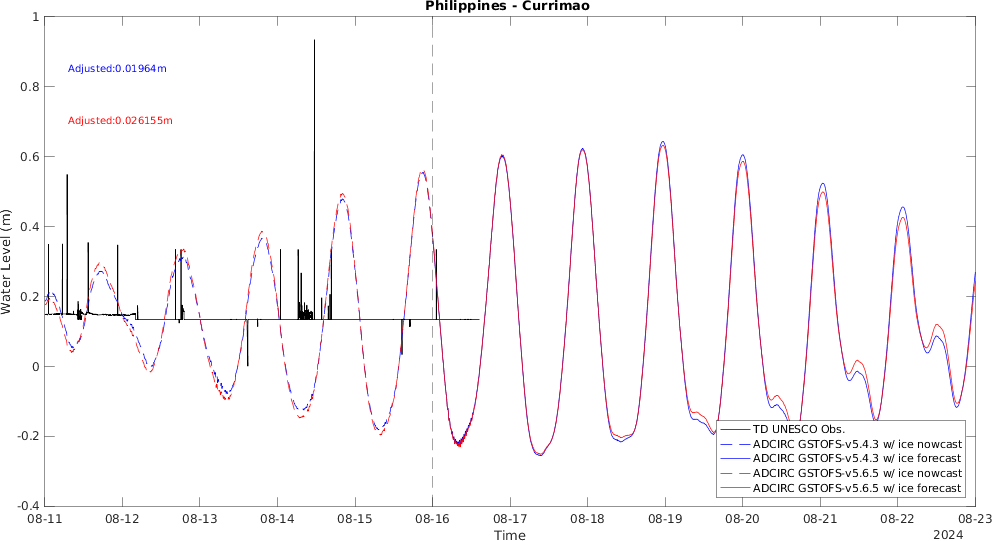 Philippines - Currimao
Water Level (m)
1
0.8
0.6
0.4
0.2
0
-0.2
-0.4
Adjusted:0.01964m
Adjusted:0.026155m
TD UNESCO Obs.
ADCIRC GSTOFS-v5.4.3 w/ ice nowcast
ADCIRC GSTOFS-v5.4.3 w/ ice forecast
ADCIRC GSTOFS-v5.6.5 w/ ice nowcast
ADCIRC GSTOFS-v5.6.5 w/ ice forecast
08-11 08-12 08-13 08-14 08-15 08-16 08-17 08-18 08-19 08-20 08-21 08-22 08-23
Time
2024